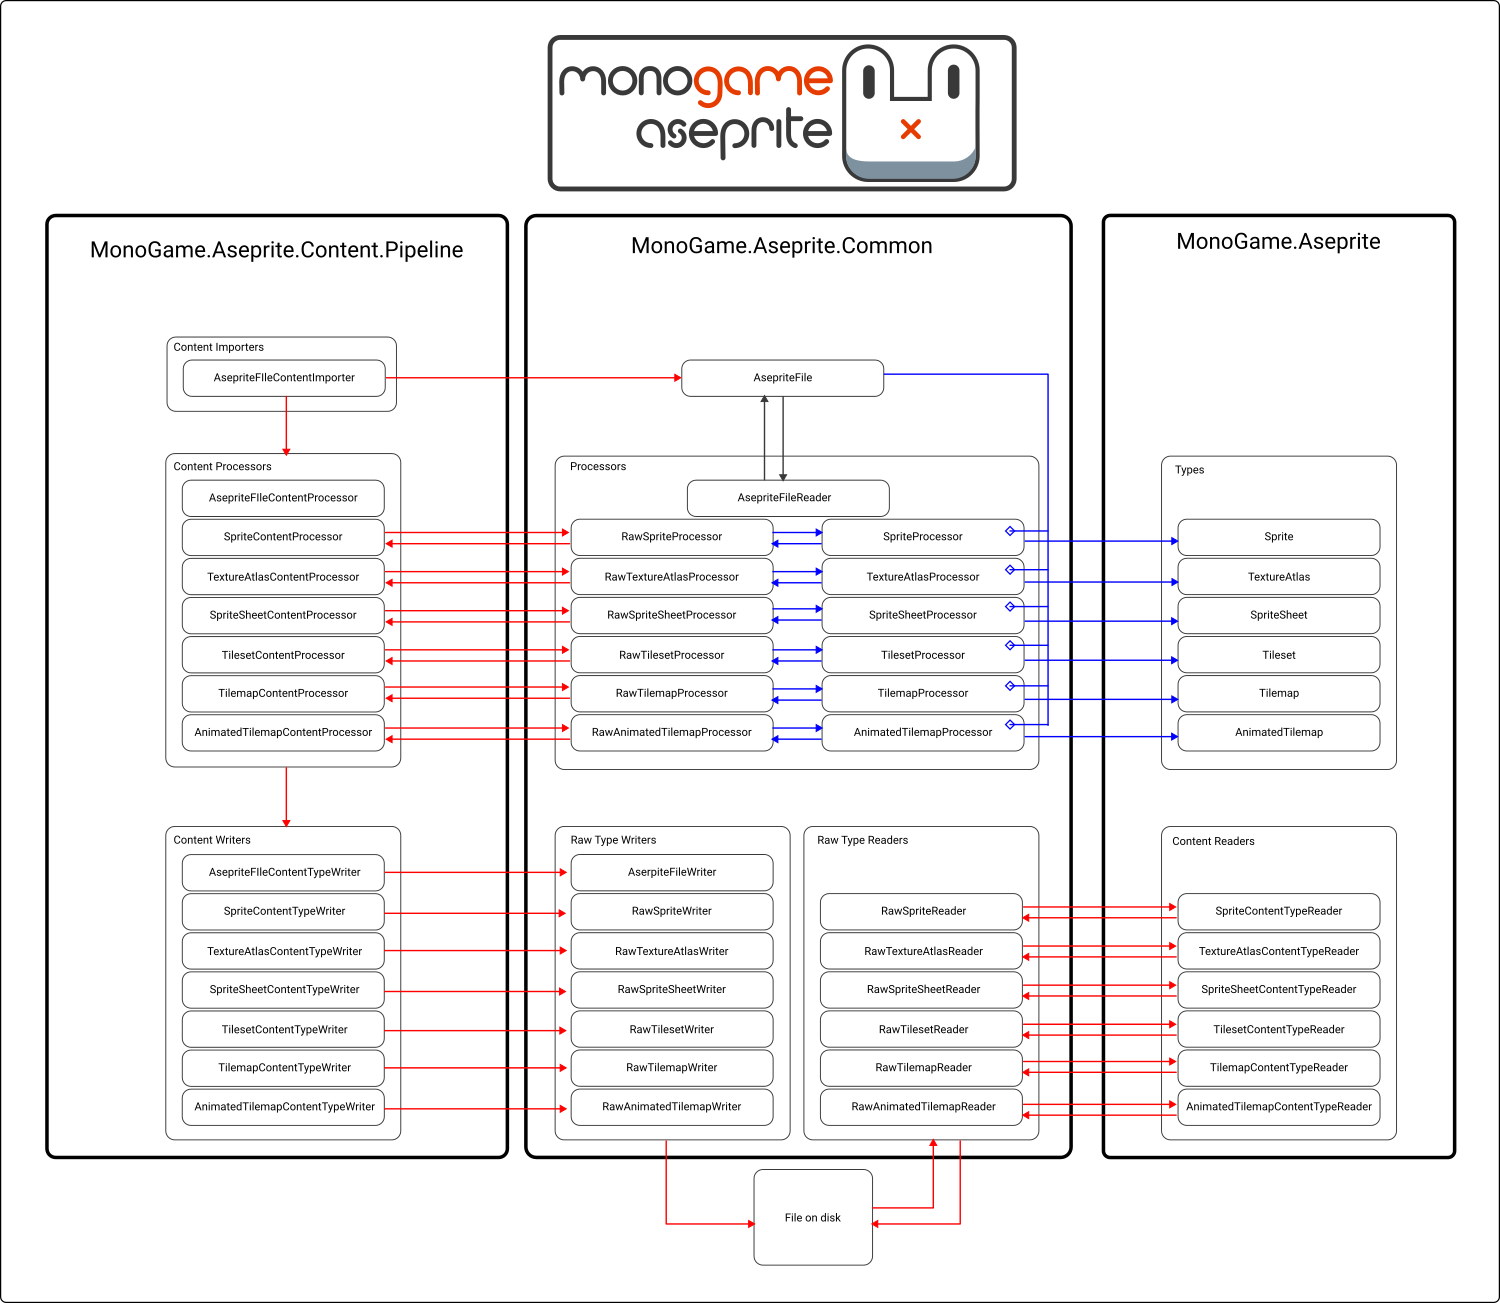 monogame
aseprite
MonoGame.Aseprite.Content.Pipeline
MonoGame.Aseprite.Common
MonoGame.Aseprite
Content Importers
AsepriteFIleContentImporter
AsepriteFile
Content Processors
AsepriteFIleContentProcessor
SpriteContentProcessor
TextureAtlasContentProcessor
SpriteSheetContentProcessor
TilesetContentProcessor
TilemapContentProcessor
AnimatedTilemapContentProcessor
Processors
AsepriteFileReader
RawSpriteProcessor
SpriteProcessor
RawTextureAtlasProcessor
TextureAtlasProcessor
RawSpriteSheetProcessor
SpriteSheetProcessor
RawTilesetProcessor
TilesetProcessor
RawTilemapProcessor
TilemapProcessor
RawAnimatedTilemapProcessor
AnimatedTilemapProcessor
Types
Sprite
TextureAtlas
SpriteSheet
Tileset
Tilemap
AnimatedTilemap
Content Writers
AsepriteFIleContentTypeWriter
SpriteContentTypeWriter
TextureAtlasContentTypeWriter
SpriteSheetContentTypeWriter
TilesetContentTypeWriter
TilemapContentTypeWriter
AnimatedTilemapContentTypeWriter
Raw Type Writers
AserpiteFileWriter
RawSpriteWriter
RawTextureAtlasWriter
RawSpriteSheetWriter
RawTilesetWriter
RawTilemapWriter
RawAnimatedTilemapWriter
Raw Type Readers
RawSpriteReader
RawTextureAtlasReader
RawSpriteSheetReader
RawTilesetReader
RawTilemapReader
RawAnimatedTilemapReader
Content Readers
SpriteContentTypeReader
TextureAtlasContentTypeReader
SpriteSheetContentTypeReader
TilesetContentTypeReader
TilemapContentTypeReader
AnimatedTilemapContentTypeReader
File on disk